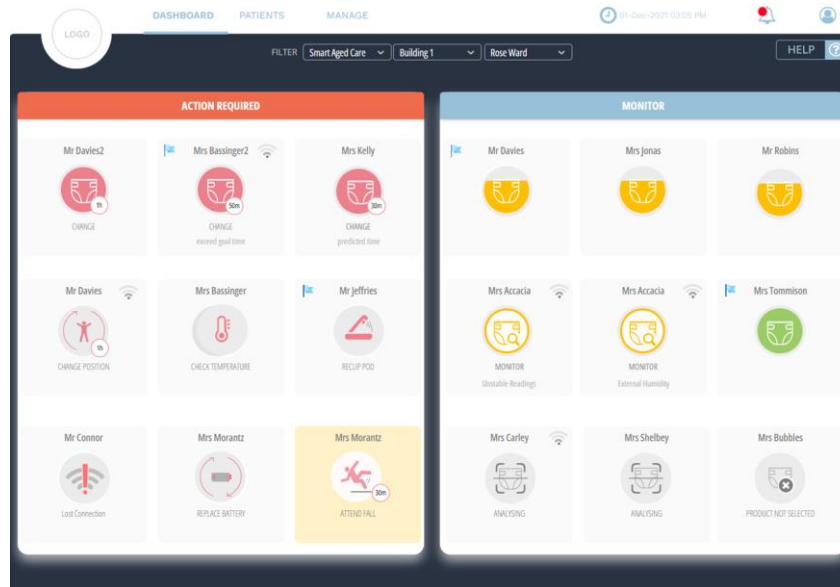 LOGO
DASHBOARD PATIENTS MANAGE
01-Dec-2021 03:05 PM
FILTER Smart Aged Care Building 1 Rose Ward
HELP ?
ACTION REQUIRED
MONITOR
Mr Davies2
1h
CHANGE
Mrs Bassinger2
50m
CHANGE
exceed goal time
Mrs Kelly
30m
CHANGE
predicted time
Mr Davies
1h
CHANGE POSITION
Mrs Bassinger
CHECK TEMPERATURE
Mr Jeffries
RECLIP POD
Mr Connor
Lost Connection
Mrs Morantz
REPLACE BATTERY
Mrs Morantz
30m
ATTEND FALL
Mr Davies
Mrs Jonas
Mr Robins
Mrs Accacia
MONITOR
Unstable Readings
Mrs Accacia
MONITOR
External Humidity
Mrs Tommison
Mrs Carley
ANALYSING
Mrs Shelbey
ANALYSING
Mrs Bubbles
PRODUCT NOT SELECTED